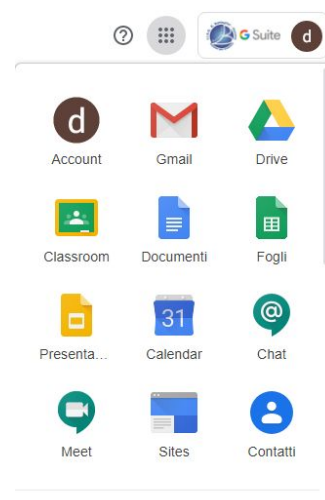 G Suite d
d
Account Gmail Drive
Classroom Documenti Fogli
31 @
Presenta... Calendar Chat
Meet Sites Contatti